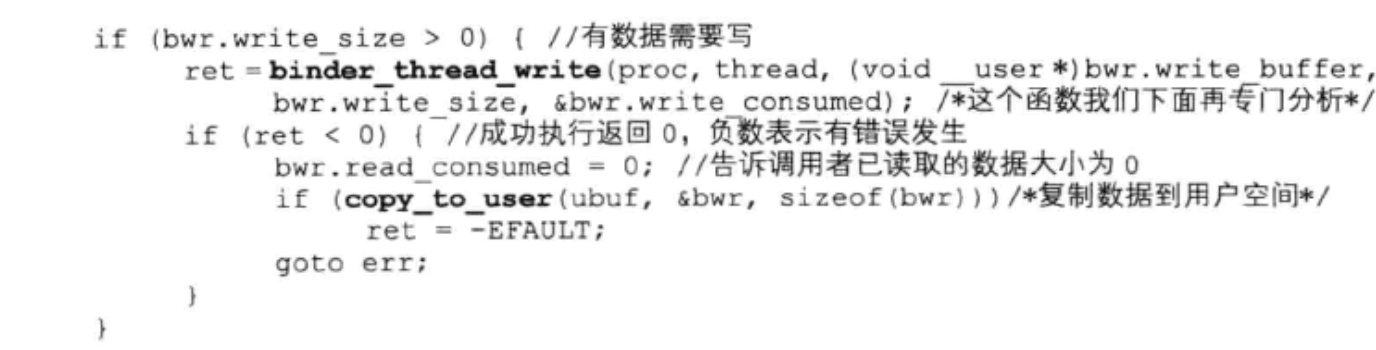 if (bwr.write_size > 0) { //有数据需要写
ret = binder_thread_write(proc, thread, (void __user *)bwr.write_buffer,
bwr.write_size, &bwr.write_consumed); /*这个函数我们下面再专门分析*/
if (ret < 0) { //成功执行返回 0，负数表示有错误发生
bwr.read_consumed = 0; //告诉调用者已读取的数据大小为 0
if (copy_to_user(ubuf, &bwr, sizeof(bwr)))/*复制数据到用户空间*/
ret = -EFAULT;
goto err;
}
}